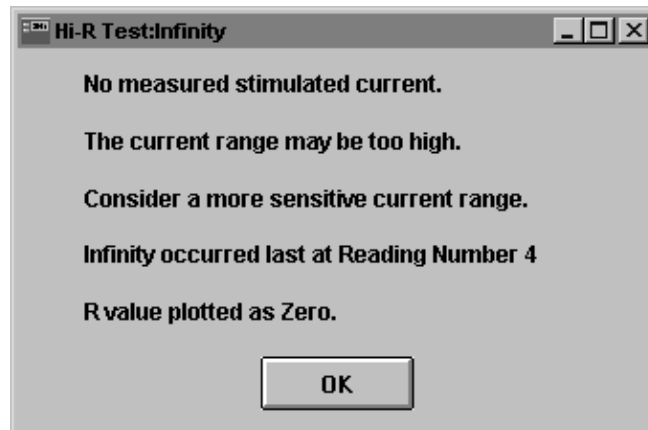 Hi-R Test:Infinity
No measured stimulated current.
The current range may be too high.
Consider a more sensitive current range.
Infinity occurred last at Reading Number 4
R value plotted as Zero.
OK